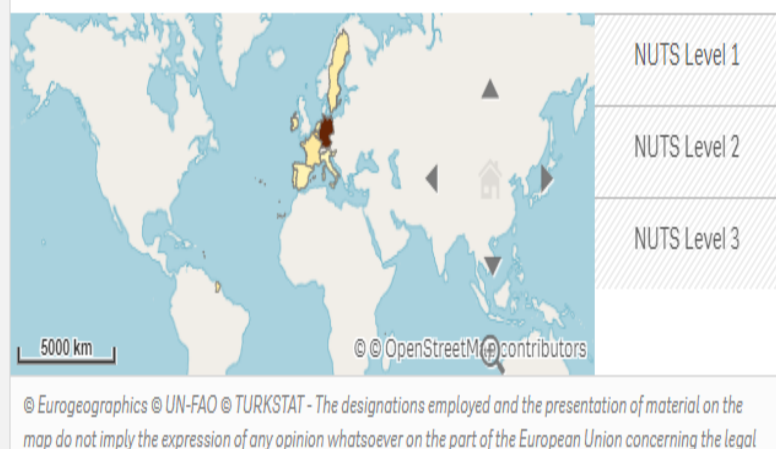 NUTS Level 1
NUTS Level 2
NUTS Level 3
5000 km
© © OpenStreetMap contributors
© Eurogeographics © UN-FAO © TURKSTAT - The designations employed and the presentation of material on the
map do not imply the expression of any opinion whatsoever on the part of the European Union concerning the legal